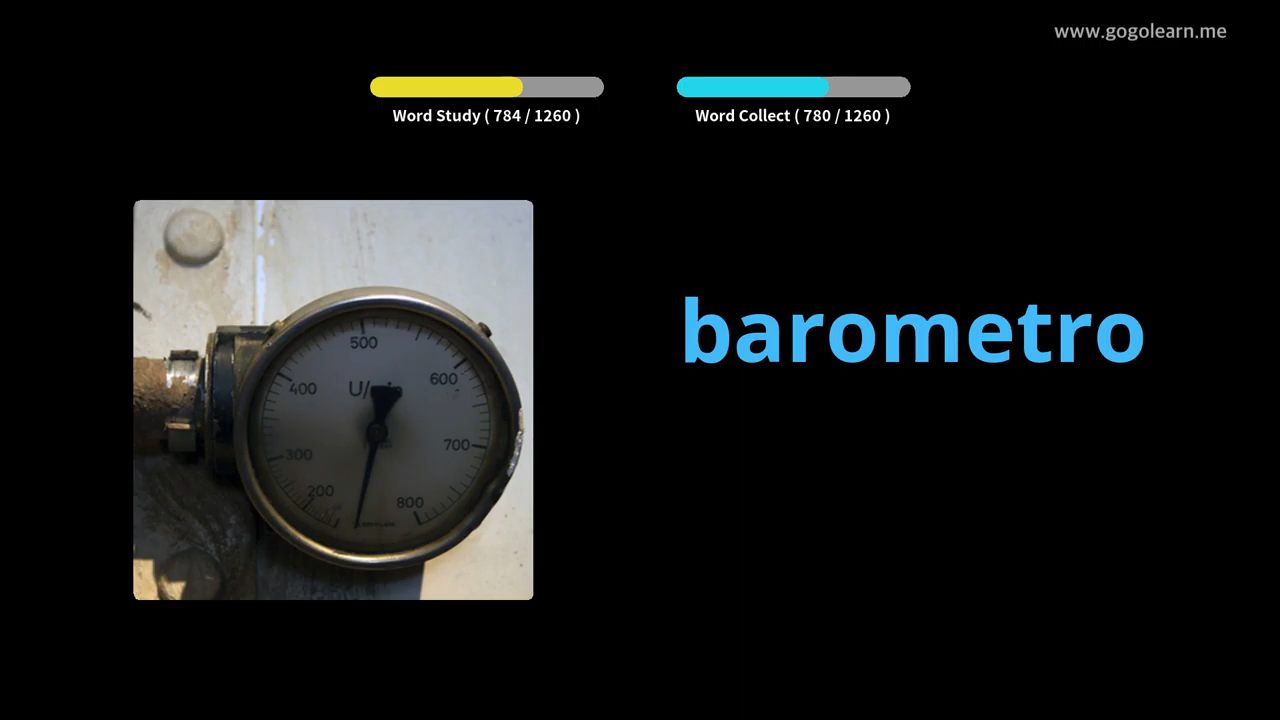 www.gogolearn.me
Word Study ( 784 / 1260 )
Word Collect ( 780 / 1260 )
barometro
500
400
600
300
700
200
800